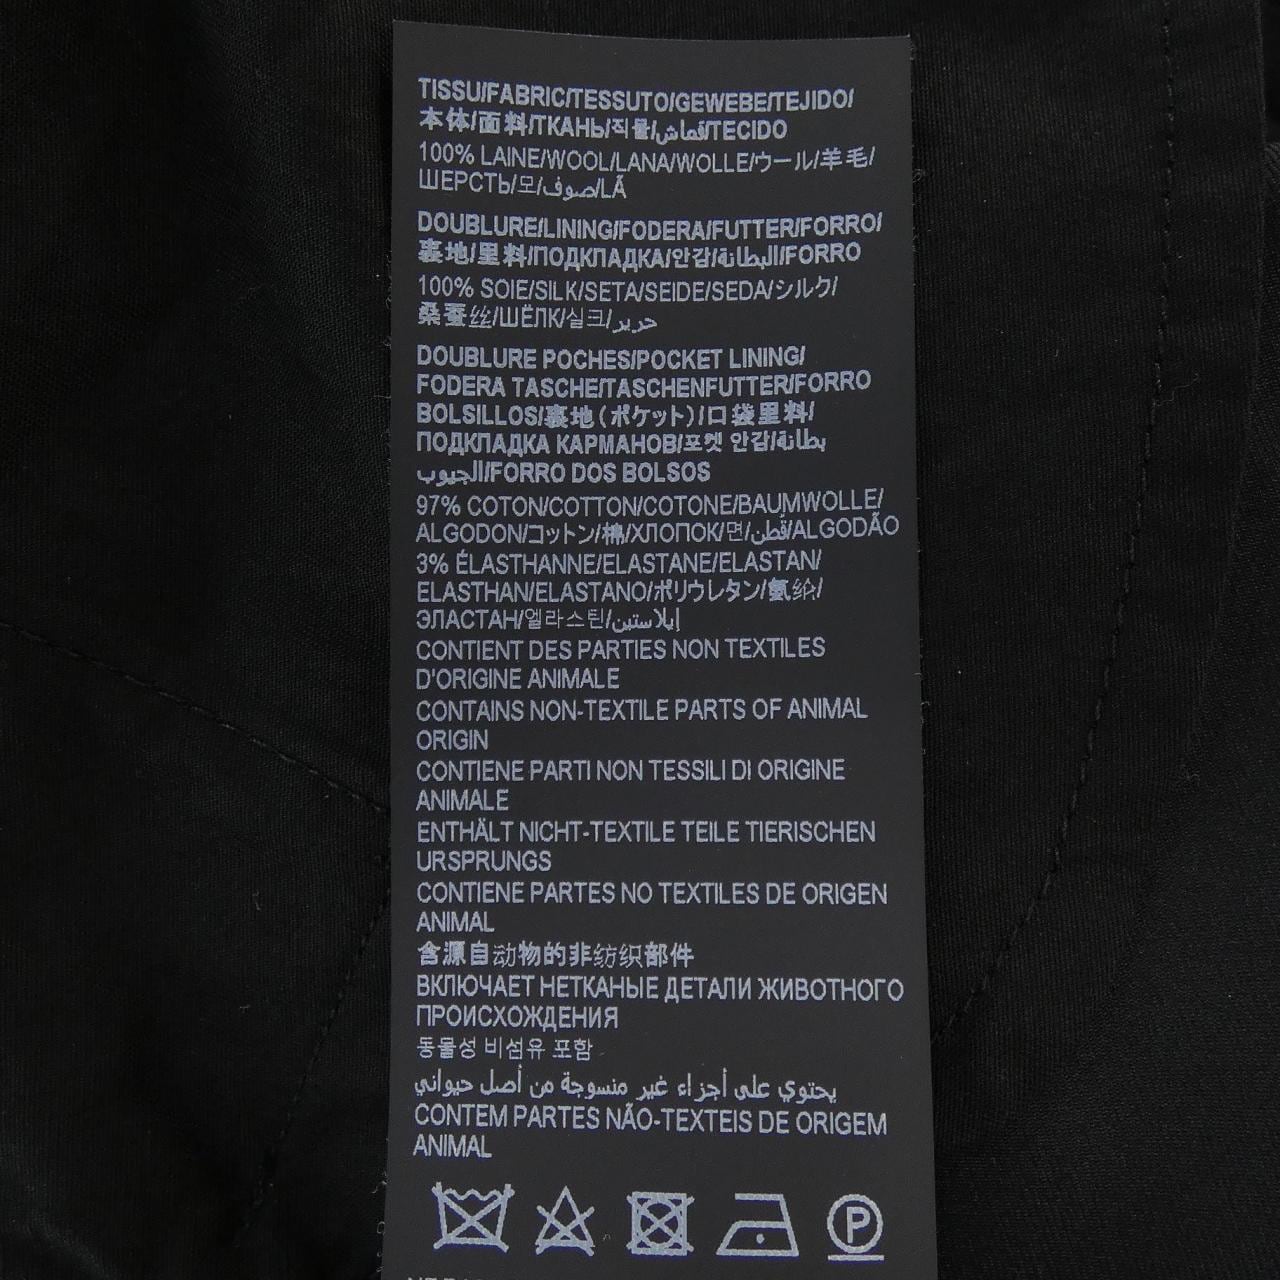 TISSU/FABRIC/TESSUTO/GEWEBE/TEJIDO/
本体/面料/ТКАНЬ/직물/قماش/TECIDO
100% LAINE/WOOL/LANA/WOLLE/ウール/羊毛/
ШЕРСТЬ/모/صوف/LÃ
DOUBLURE/LINING/FODERA/FUTTER/FORRO/
裏地/里料/ПОДКЛАДКА/안감/البطانة/FORRO
100% SOIE/SILK/SETA/SEIDE/SEDA/シルク/
桑蚕丝/ШЁЛК/실크/حرير
DOUBLURE POCHES/POCKET LINING/
FODERA TASCHE/TASCHENFUTTER/FORRO
BOLSILLOS/裏地(ポケット)/口袋里料/
ПОДКЛАДКА КАРМАНОВ/포켓 안감/بطانة
الجيوب/FORRO DOS BOLSOS
97% COTON/COTTON/COTONE/BAUMWOLLE/
ALGODON/コットン/棉/ХЛОПОК/면/قطن/ALGODÃO
3% ÉLASTHANNE/ELASTANE/ELASTAN/
ELASTHAN/ELASTANO/ポリウレタン/氨纶/
ЭЛАСТАН/엘라스틴/إيلاستين
CONTIENT DES PARTIES NON TEXTILES
D'ORIGINE ANIMALE
CONTAINS NON-TEXTILE PARTS OF ANIMAL
ORIGIN
CONTIENE PARTI NON TESSILI DI ORIGINE
ANIMALE
ENTHÄLT NICHT-TEXTILE TEILE TIERISCHEN
URSPRUNGS
CONTIENE PARTES NO TEXTILES DE ORIGEN
ANIMAL
含源自动物的非纺织部件
ВКЛЮЧАЕТ НЕТКАНЫЕ ДЕТАЛИ ЖИВОТНОГО
ПРОИСХОЖДЕНИЯ
동물성 비섬유 포함
يحتوي على أجزاء غير منسوجة من أصل حيواني
CONTEM PARTES NÃO-TEXTEIS DE ORIGEM
ANIMAL
P